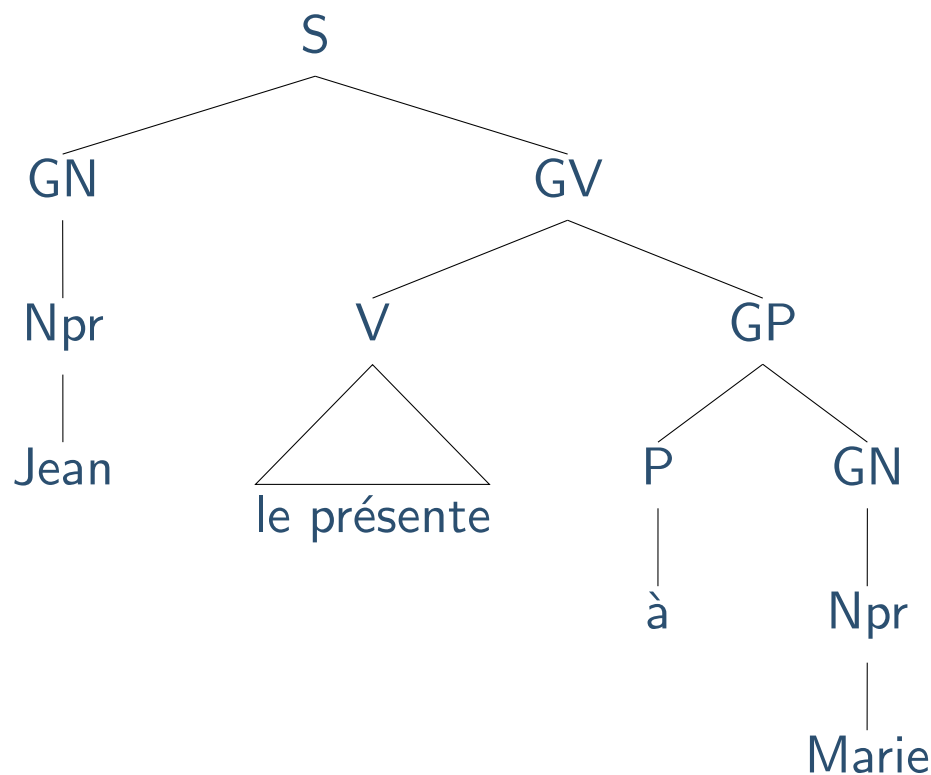 S
GN GV
Npr V GP
Jean le présente P GN
à Npr
Marie